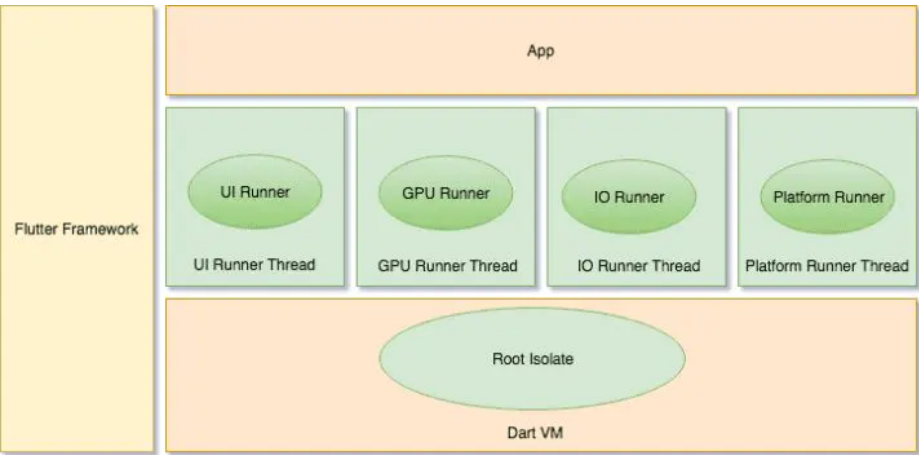 App
UI Runner
GPU Runner
IO Runner
Platform Runner
Flutter Framework
UI Runner Thread
GPU Runner Thread
IO Runner Thread
Platform Runner Thread
Root Isolate
Dart VM